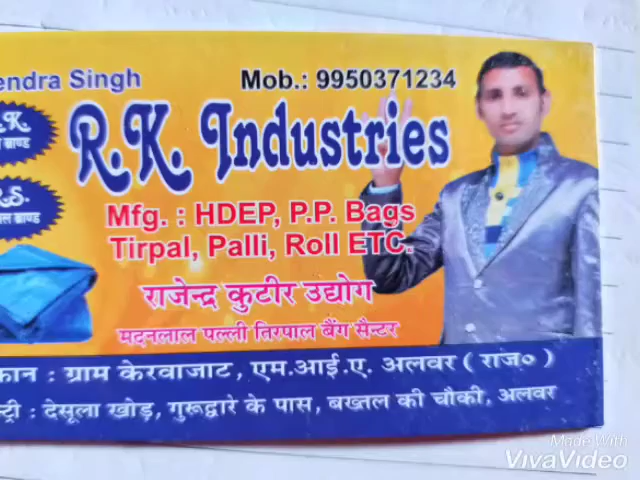 endra Singh Mob.: 9950371234
.K. R.K. Industries
ब्राण्ड
R.S.
ब्राण्ड
Mfg. : HDEP, P.P. Bags
Tirpal, Palli, Roll ETC.
राजेन्द्र कुटीर उद्योग
मदनलाल पल्ली तिरपाल बैंग सैन्टर
कान : ग्राम केरवाजाट, एम.आई.ए. अलवर ( राज० )
ट्री : देसूला खोड़, गुरूद्वारे के पास, बख्तल की चौकी, अलवर
Made With
VivaVideo